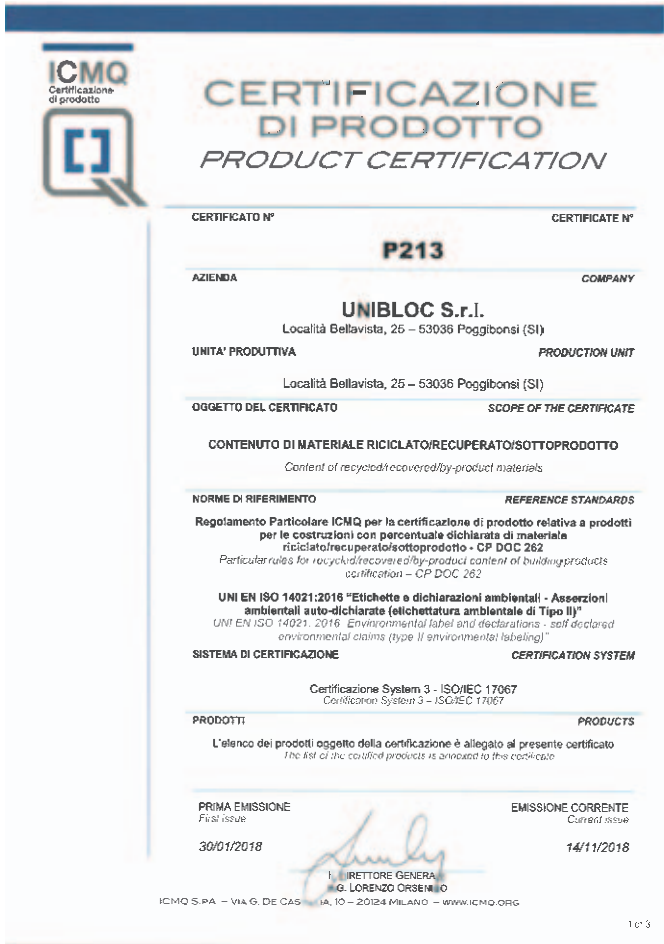 ICMQ
Certificazione
di prodotto
CERTIFICAZIONE
DI PRODOTTO
PRODUCT CERTIFICATION
CERTIFICATO N° CERTIFICATE N°
P213
AZIENDA COMPANY
UNIBLOC S.r.l.
Località Bellavista, 25 – 53036 Poggibonsi (SI)
UNITA' PRODUTTIVA PRODUCTION UNIT
Località Bellavista, 25 – 53036 Poggibonsi (SI)
OGGETTO DEL CERTIFICATO SCOPE OF THE CERTIFICATE
CONTENUTO DI MATERIALE RICICLATO/RECUPERATO/SOTTOPRODOTTO
Content of recycled/recovered/by-product materials
NORME DI RIFERIMENTO REFERENCE STANDARDS
Regolamento Particolare ICMQ per la certificazione di prodotto relativa a prodotti
per le costruzioni con percentuale dichiarata di materiale
riciclato/recuperato/sottoprodotto - CP DOC 262
Particular rules for recycled/recovered/by-product content of building products
certification – CP DOC 262
UNI EN ISO 14021:2016 "Etichette e dichiarazioni ambientali - Asserzioni
ambientali auto-dichiarate (etichettatura ambientale di Tipo II)"
UNI EN ISO 14021: 2016 Environmental label and declarations - self declared
environmental claims (type II environmental labeling)"
SISTEMA DI CERTIFICAZIONE CERTIFICATION SYSTEM
Certificazione System 3 - ISO/IEC 17067
Certification System 3 – ISO/IEC 17067
PRODOTTI PRODUCTS
L'elenco dei prodotti oggetto della certificazione è allegato al presente certificato
The list of the certified products is annexed to this certificate
PRIMA EMISSIONE EMISSIONE CORRENTE
First issue Current issue
30/01/2018 14/11/2018
LORENZO
ICMQ S.P.A. – VIA G. DE 10 – 20124 MILANO – WWW.ICMQ.ORG
1 of 3